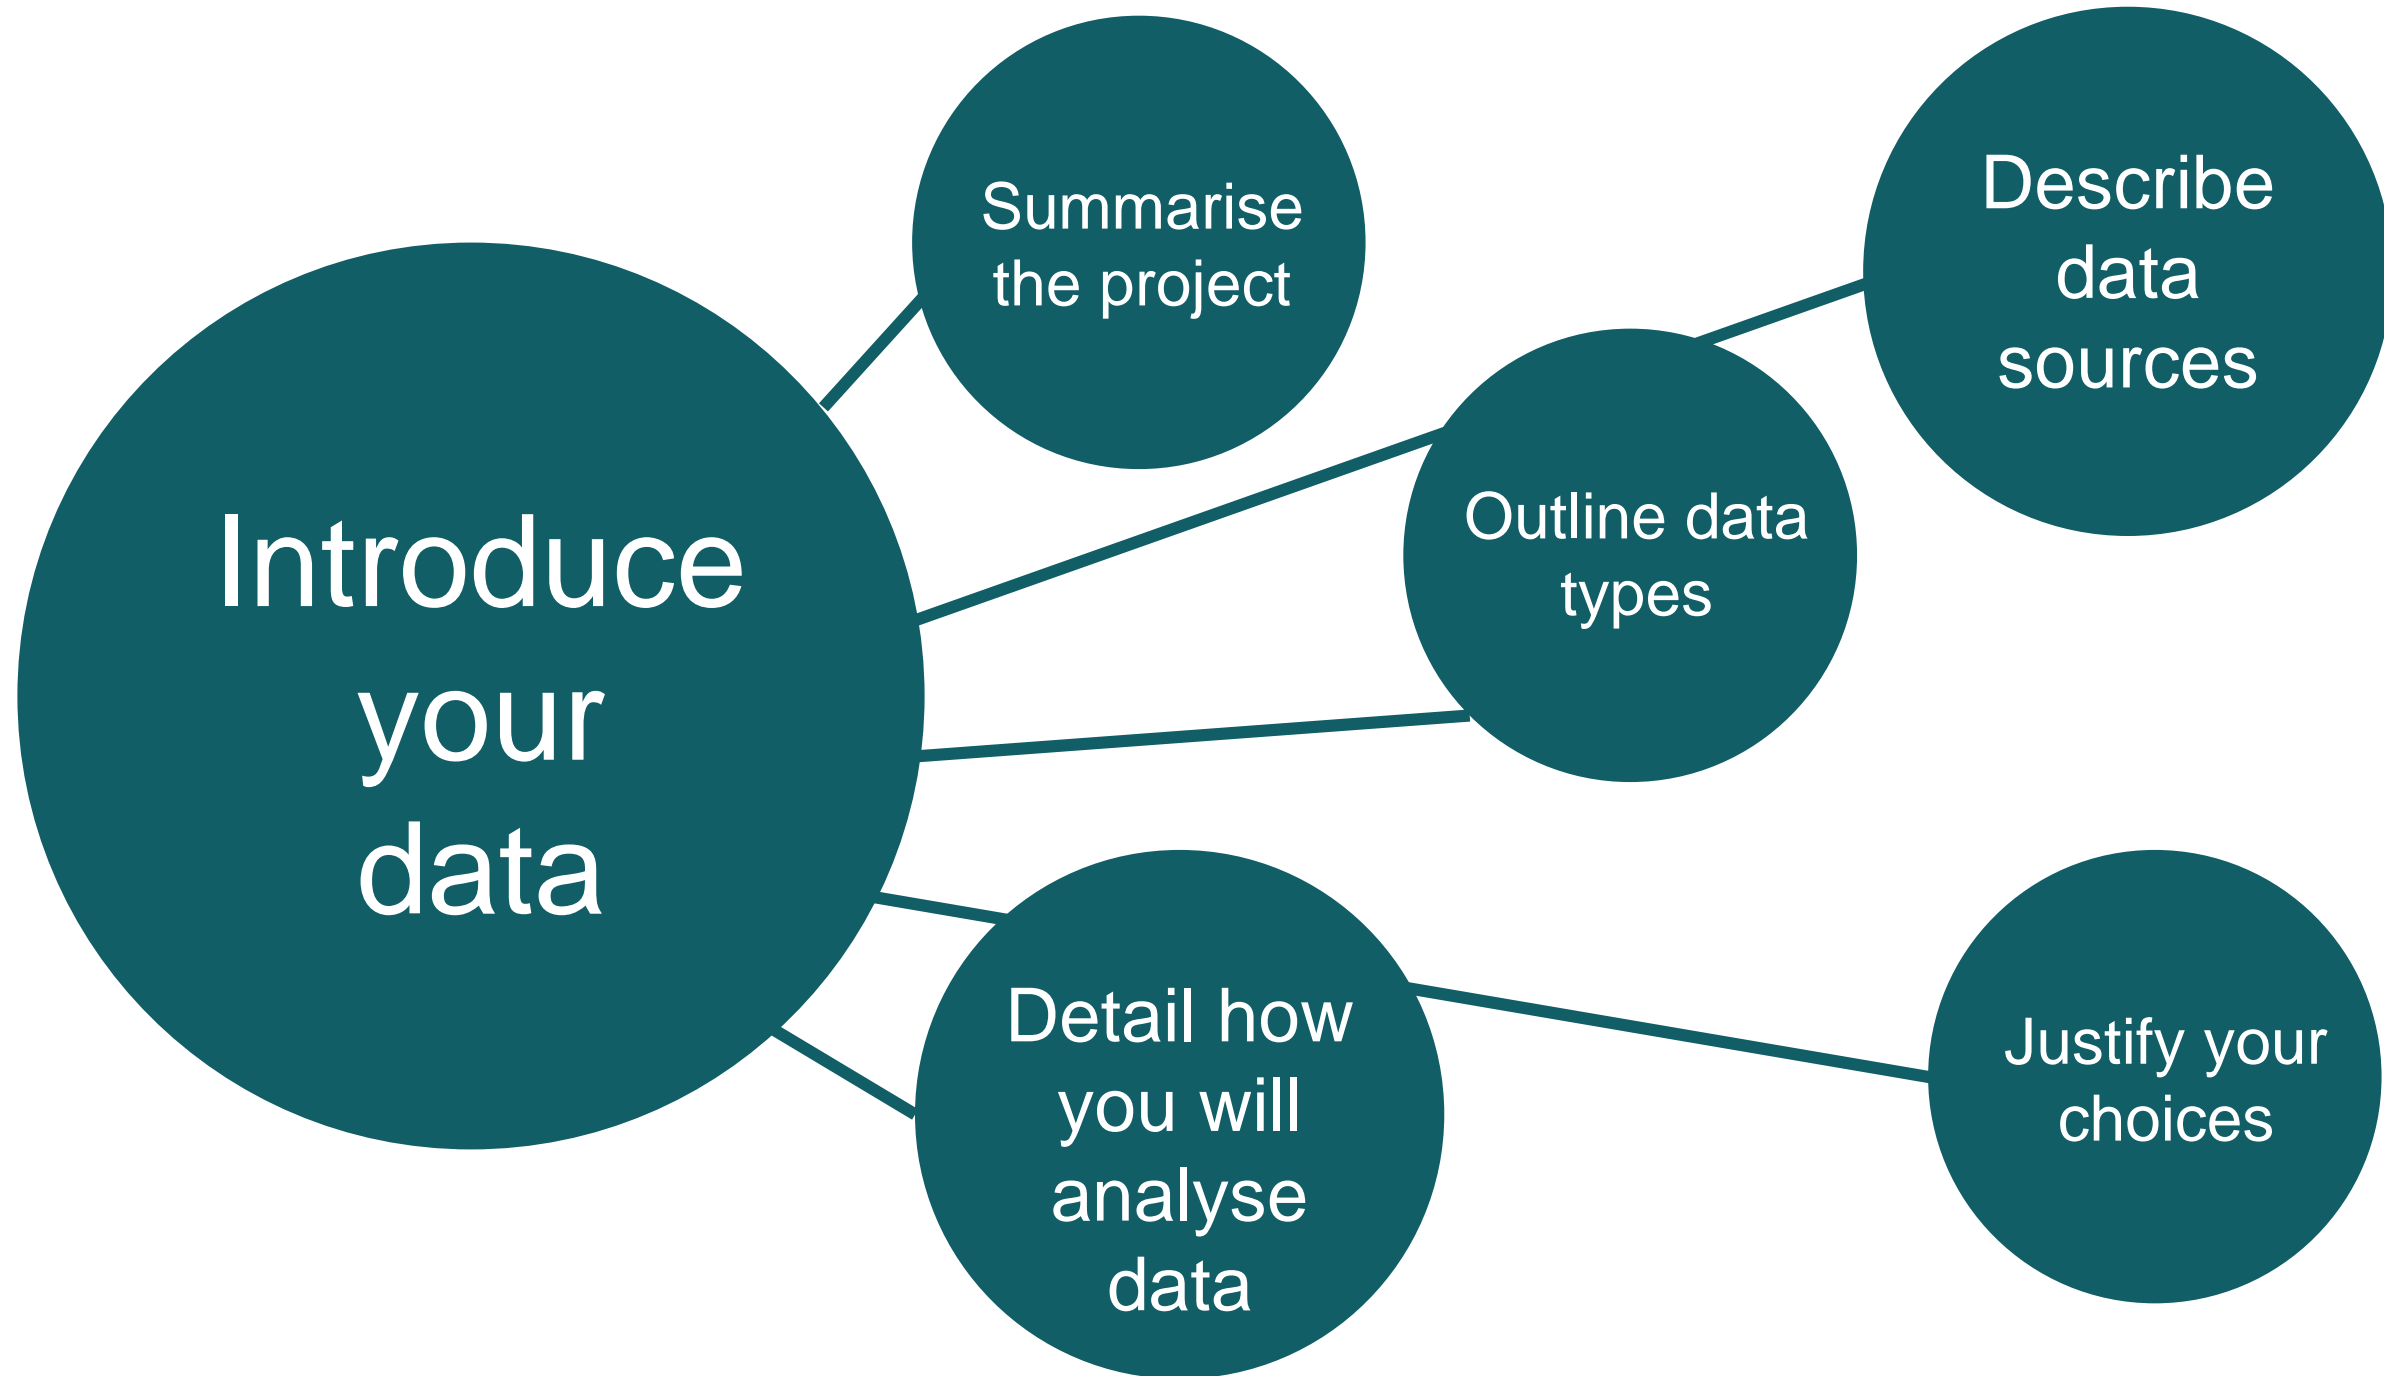 Introduce
your
data
Summarise
the project
Outline data
types
Describe
data
sources
Detail how
you will
analyse
data
Justify your
choices